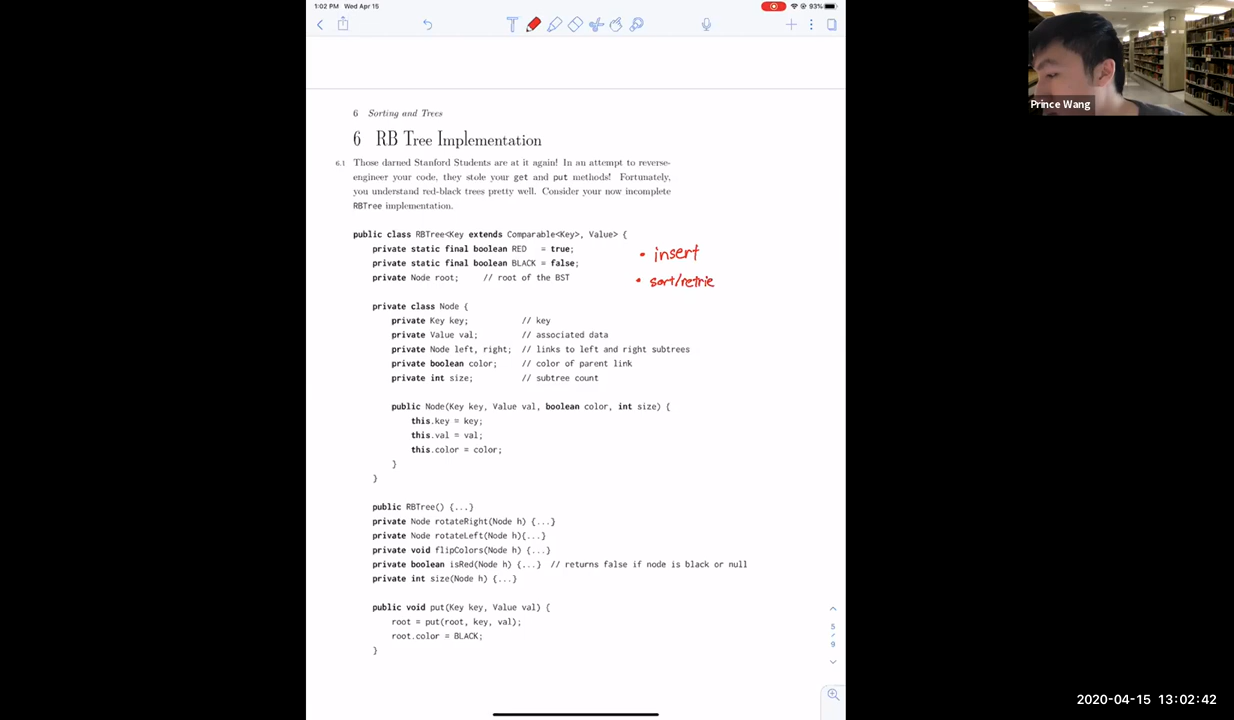 1:02 PM Wed Apr 15
93%
T
Prince Wang
6 Sorting and Trees
6 RB Tree Implementation
6.1 Those darned Stanford Students are at it again! In an attempt to reverse-
engineer your code, they stole your get and put methods! Fortunately,
you understand red-black trees pretty well. Consider your now incomplete
RBTree implementation.
public class RBTree<Key extends Comparable<Key>, Value> {
private static final boolean RED = true;
private static final boolean BLACK = false;
private Node root; // root of the BST
• insert
• sort/retrie
private class Node {
private Key key; // key
private Value val; // associated data
private Node left, right; // links to left and right subtrees
private boolean color; // color of parent link
private int size; // subtree count
public Node(Key key, Value val, boolean color, int size) {
this.key = key;
this.val = val;
this.color = color;
}
}
public RBTree() {...}
private Node rotateRight(Node h) {...}
private Node rotateLeft(Node h){...}
private void flipColors(Node h) {...}
private boolean isRed(Node h) {...} // returns false if node is black or null
private int size(Node h) {...}
public void put(Key key, Value val) {
root = put(root, key, val);
root.color = BLACK;
}
5
/
9
2020-04-15 13:02:42